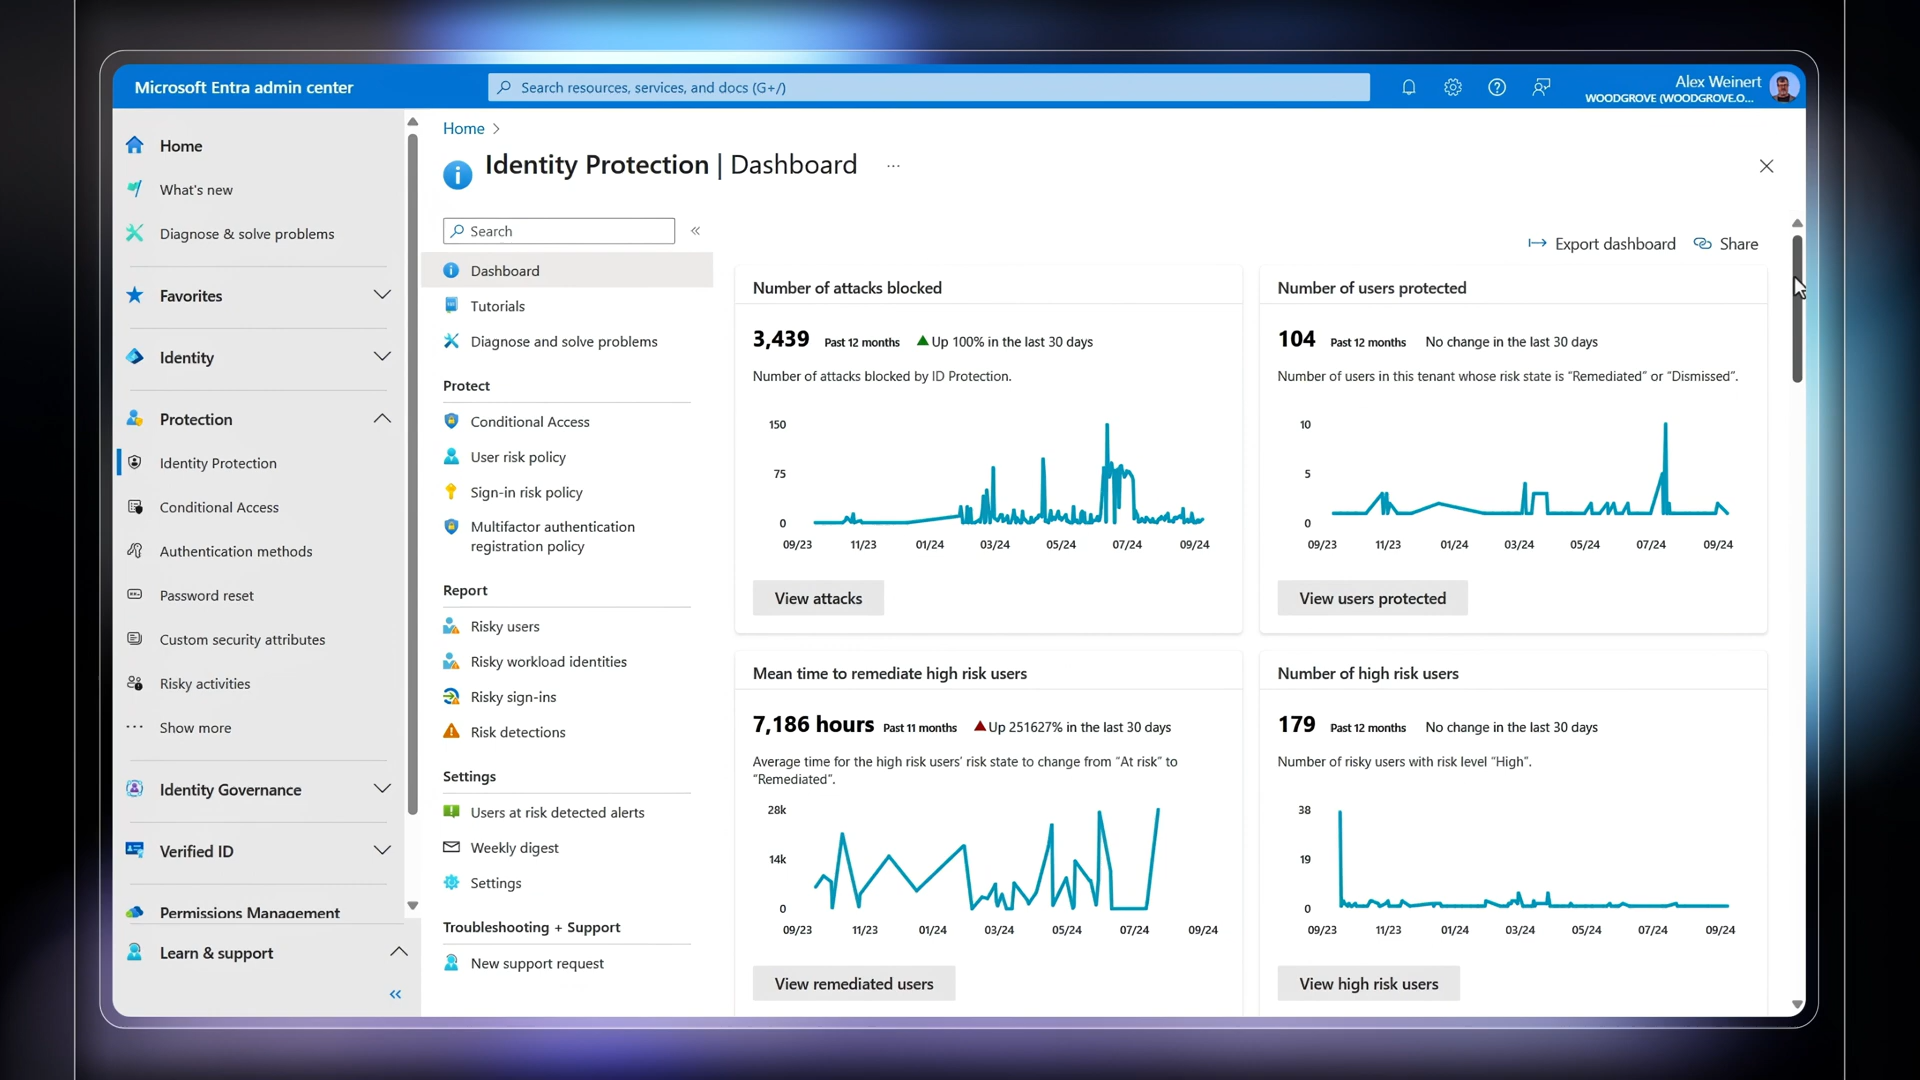 Microsoft Entra admin center
Search resources, services, and docs (G+/)
Alex Weinert
WOODGROVE (WOODGROVE.O...
Home
What's new
Diagnose & solve problems
Favorites
Identity
Protection
Identity Protection
Conditional Access
Authentication methods
Password reset
Custom security attributes
Risky activities
Show more
Identity Governance
Verified ID
Permissions Management
Learn & support
Home
Identity Protection | Dashboard
...
Search
Dashboard
Tutorials
Diagnose and solve problems
Protect
Conditional Access
User risk policy
Sign-in risk policy
Multifactor authentication
registration policy
Report
Risky users
Risky workload identities
Risky sign-ins
Risk detections
Settings
Users at risk detected alerts
Weekly digest
Settings
Troubleshooting + Support
New support request
Export dashboard
Share
Number of attacks blocked
3,439 Past 12 months Up 100% in the last 30 days
Number of attacks blocked by ID Protection.
150
75
0
09/23 11/23 01/24 03/24 05/24 07/24 09/24
View attacks
Number of users protected
104 Past 12 months No change in the last 30 days
Number of users in this tenant whose risk state is “Remediated” or “Dismissed”.
10
5
0
09/23 11/23 01/24 03/24 05/24 07/24 09/24
View users protected
Mean time to remediate high risk users
7,186 hours Past 11 months Up 251627% in the last 30 days
Average time for the high risk users’ risk state to change from “At risk” to
“Remediated”.
28k
14k
0
09/23 11/23 01/24 03/24 05/24 07/24 09/24
View remediated users
Number of high risk users
179 Past 12 months No change in the last 30 days
Number of risky users with risk level “High”.
38
19
0
09/23 11/23 01/24 03/24 05/24 07/24 09/24
View high risk users